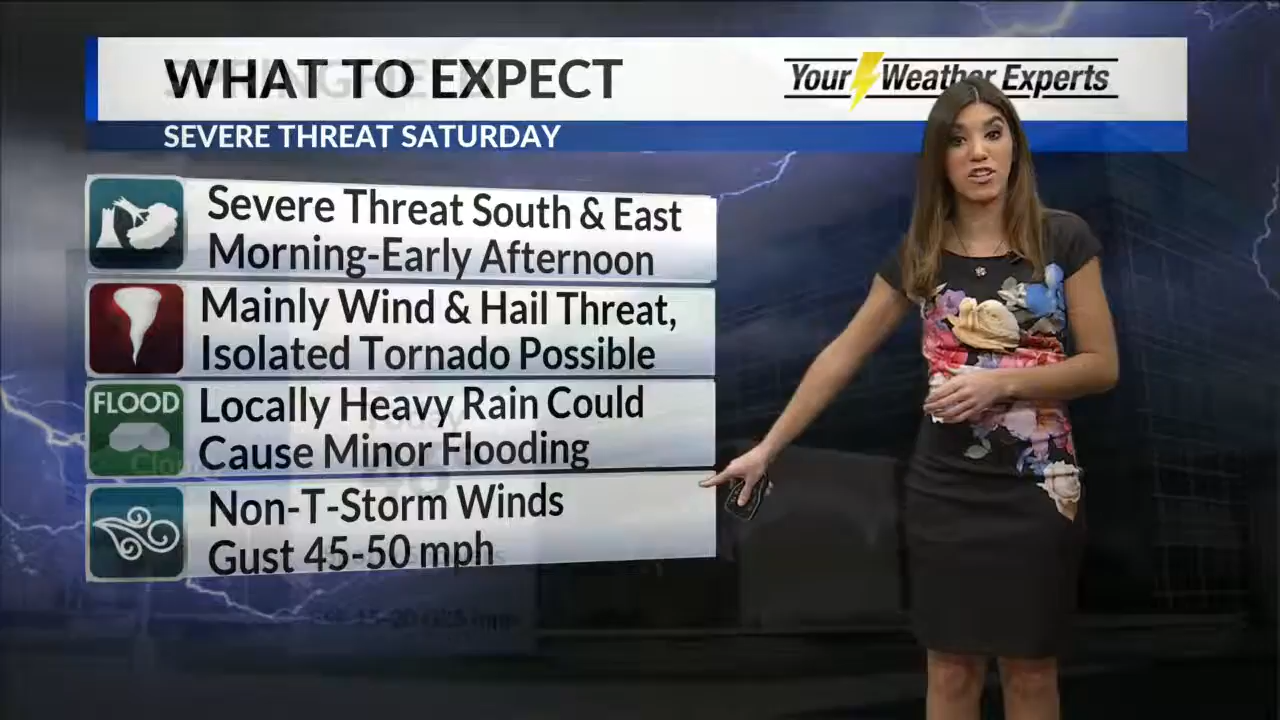 WHAT TO EXPECT
Your Weather Experts
SEVERE THREAT SATURDAY
Severe Threat South & East
Morning-Early Afternoon
Mainly Wind & Hail Threat,
Isolated Tornado Possible
FLOOD
Locally Heavy Rain Could
Cause Minor Flooding
Non-T-Storm Winds
Gust 45-50 mph